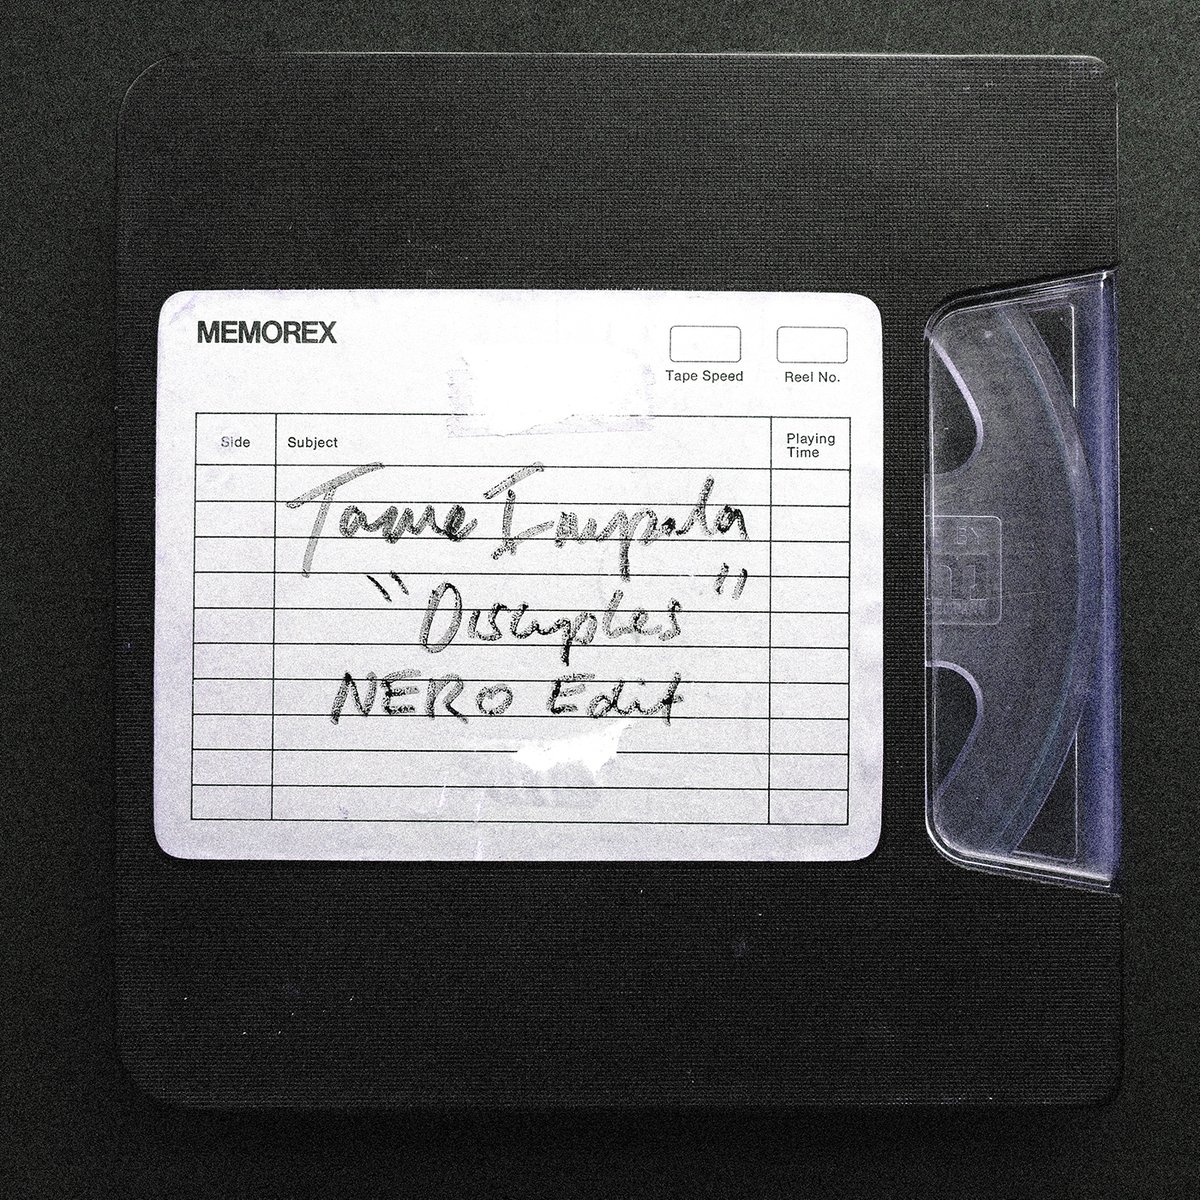 MEMOREX
Tape Speed
Reel No.
Side
Subject
Playing
Time
Tame Impala
"Disciples"
NERO Edit